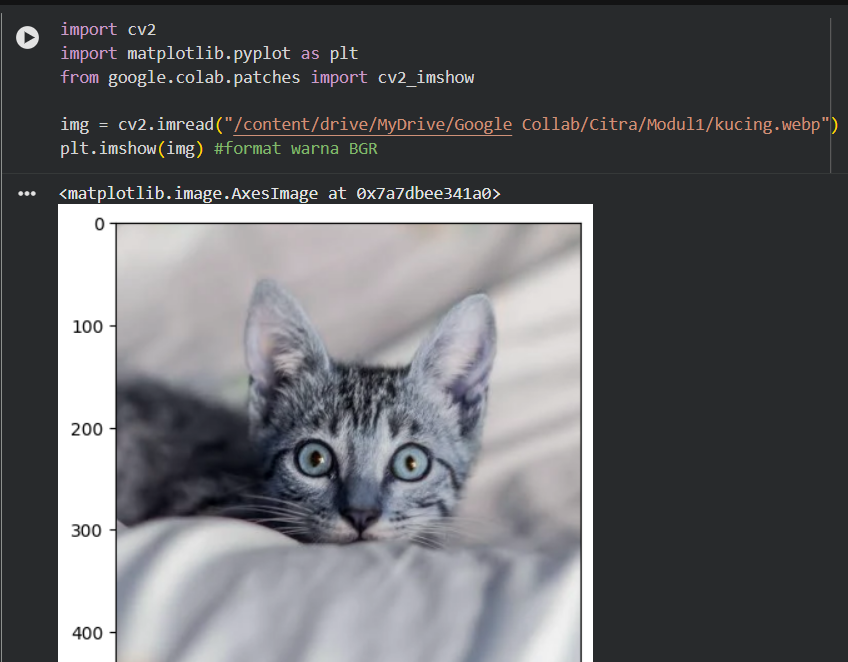 import cv2
import matplotlib.pyplot as plt
from google.colab.patches import cv2_imshow
img = cv2.imread("/content/drive/MyDrive/Google Collab/Citra/Modul1/kucing.webp")
plt.imshow(img) #format warna BGR
<matplotlib.image.AxesImage at 0x7a7dbee341a0>
0
100
200
300
400